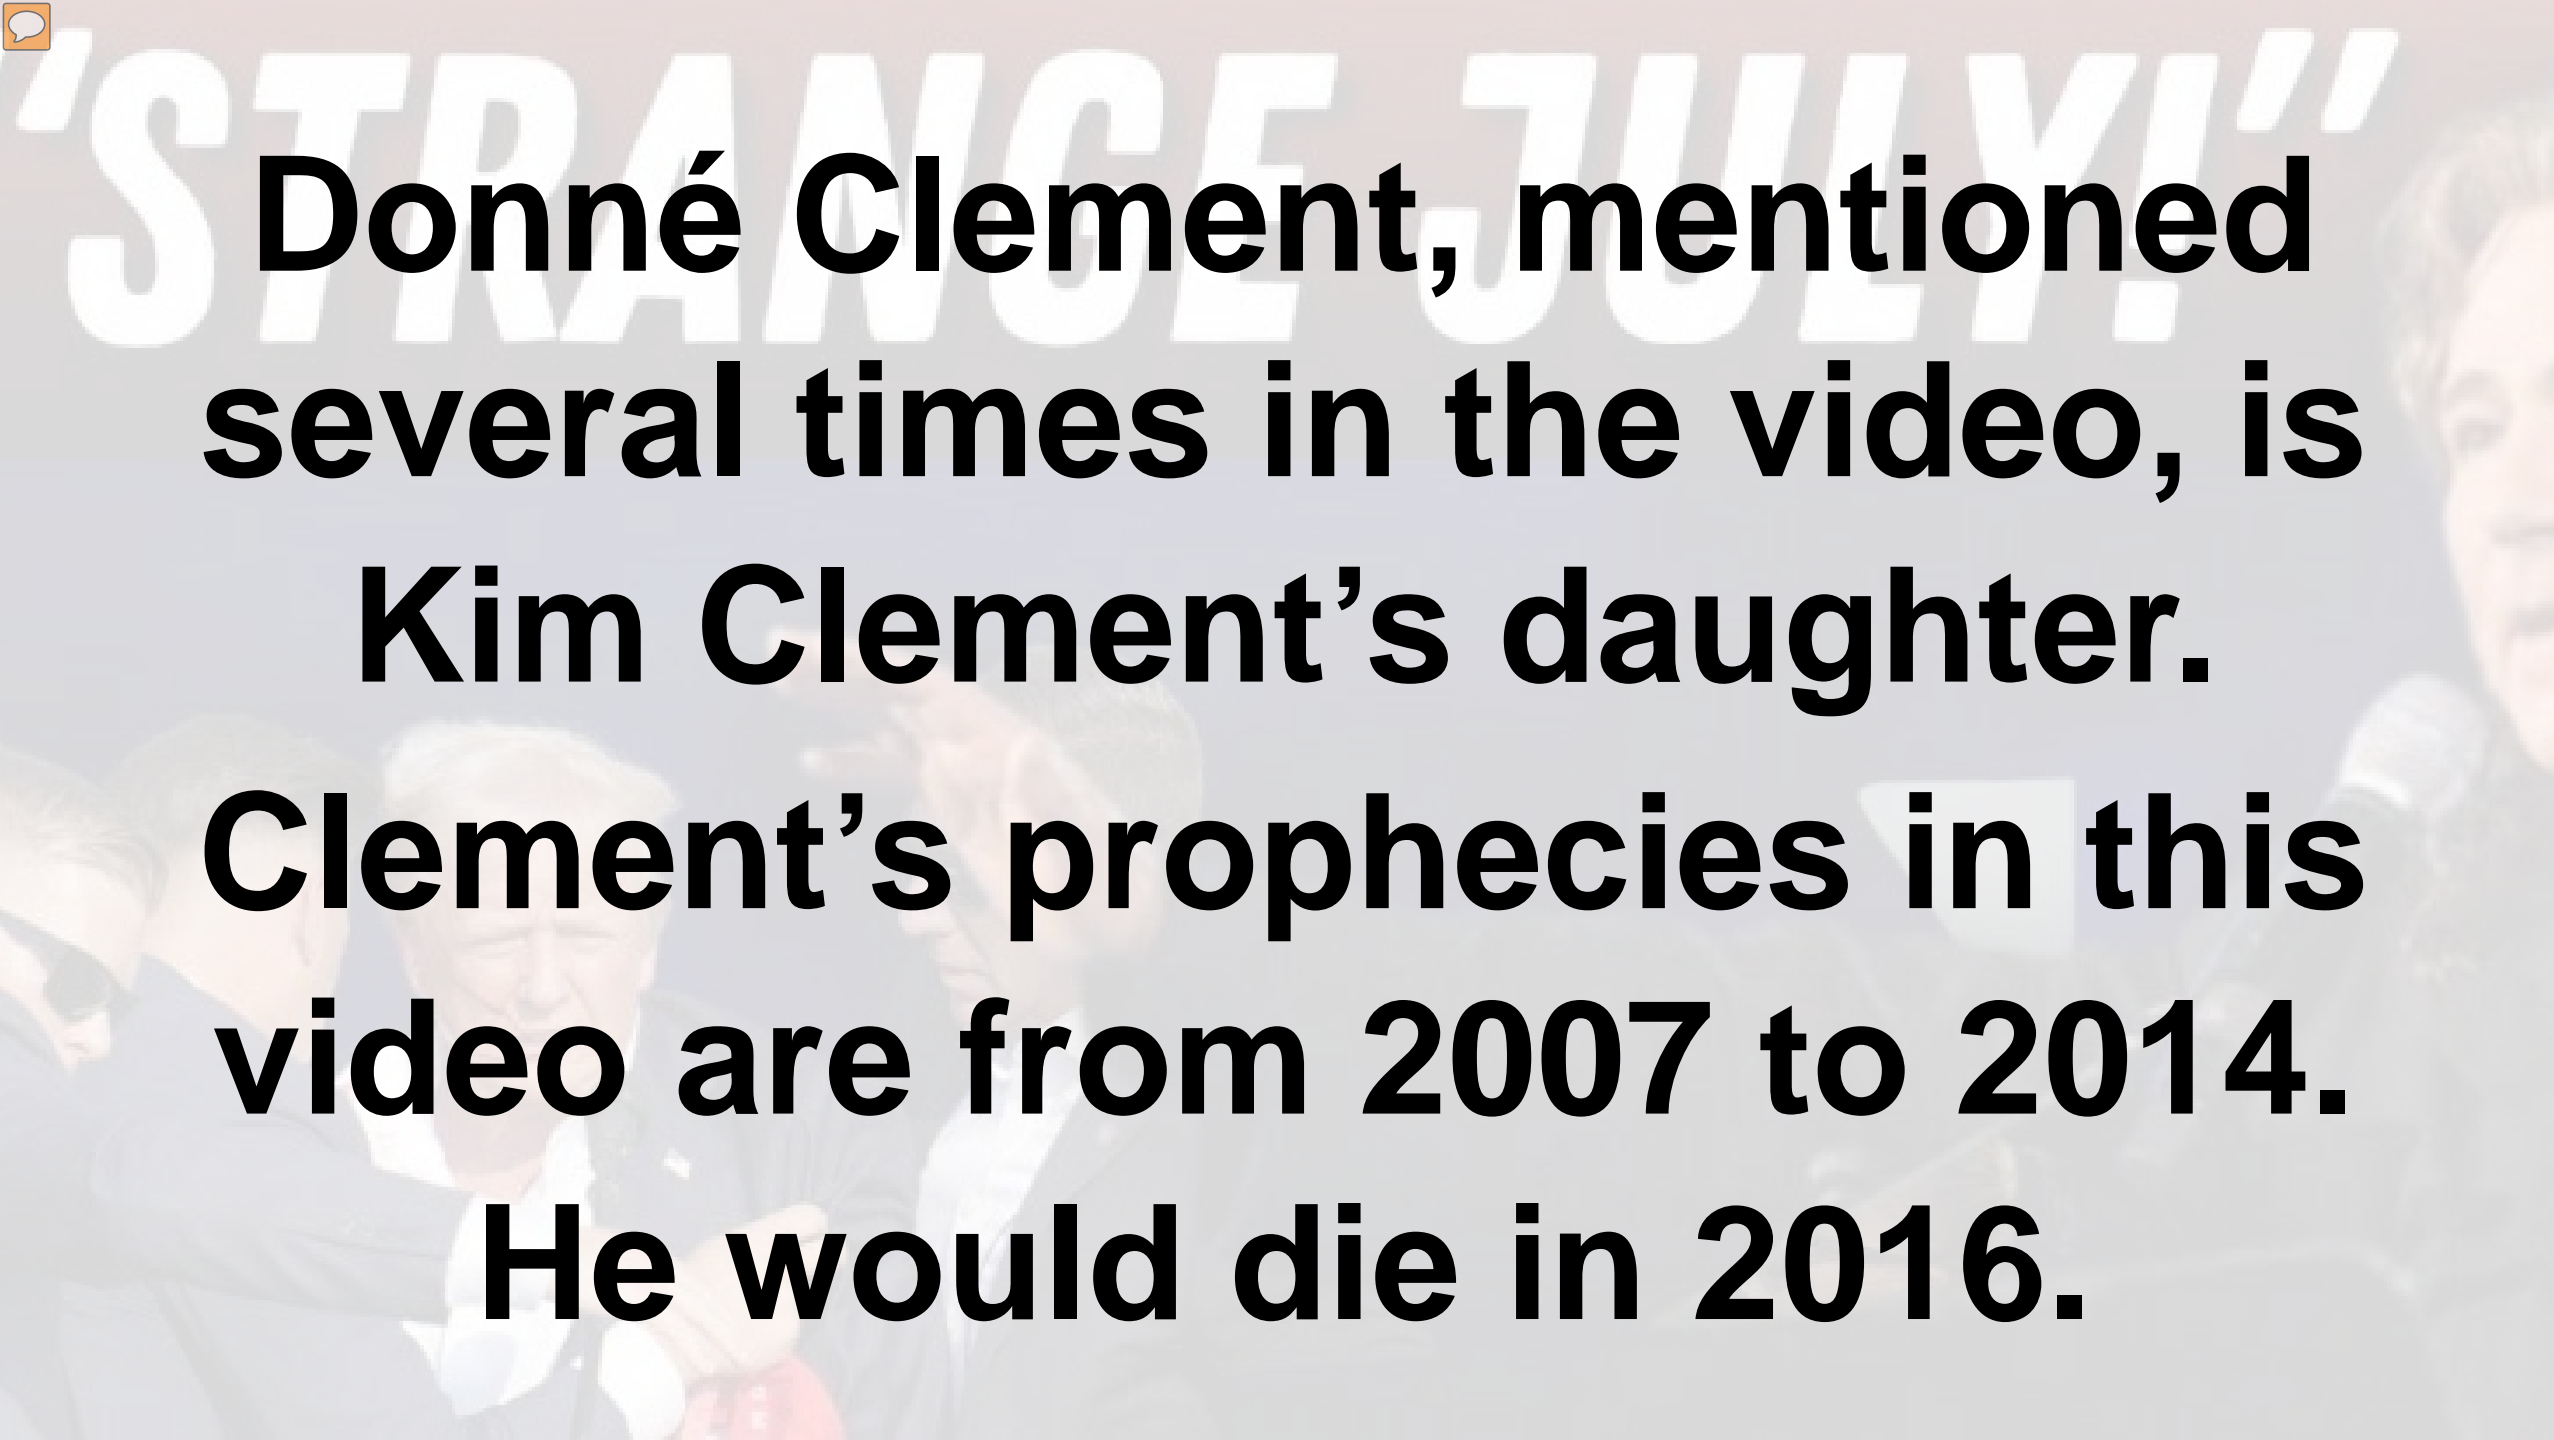 "STRANGE JULY!"
Donné Clement, mentioned
several times in the video, is
Kim Clement’s daughter.
Clement’s prophecies in this
video are from 2007 to 2014.
He would die in 2016.